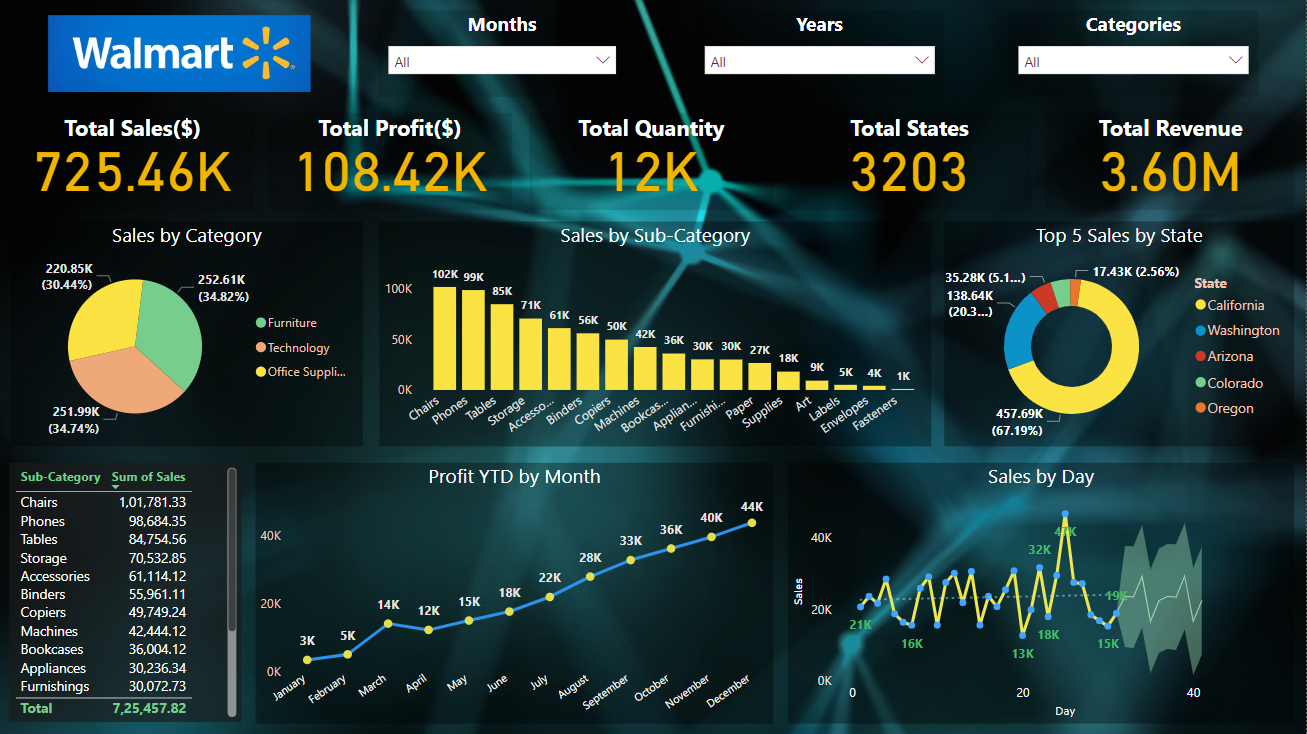 Walmart
Months
Years
Categories
All
All
All
Total Sales($)
Total Profit($)
Total Quantity
Total States
Total Revenue
725.46K
108.42K
12K
3203
3.60M
Sales by Category
220.85K
(30.44%)
252.61K
(34.82%)
251.99K
(34.74%)
Furniture
Technology
Office Suppli...
Sales by Sub-Category
100K
50K
0K
102K
99K
85K
71K
61K
56K
50K
42K
36K
30K
30K
27K
18K
9K
5K
4K
1K
Chairs
Phones
Tables
Storage
Accesso...
Binders
Copiers
Machines
Bookcas...
Applian...
Furnishi...
Paper
Supplies
Art
Labels
Envelopes
Fasteners
Top 5 Sales by State
35.28K (5.1...)
17.43K (2.56%)
138.64K
(20.3...)
457.69K
(67.19%)
State
California
Washington
Arizona
Colorado
Oregon
Sub-Category Sum of Sales
Chairs 1,01,781.33
Phones 98,684.35
Tables 84,754.56
Storage 70,532.85
Accessories 61,114.12
Binders 55,961.11
Copiers 49,749.24
Machines 42,444.12
Bookcases 36,004.12
Appliances 30,236.34
Furnishings 30,072.73
Total 7,25,457.82
Profit YTD by Month
40K
20K
0K
3K
5K
14K
12K
15K
18K
22K
28K
33K
36K
40K
44K
January
February
March
April
May
June
July
August
September
October
November
December
Sales by Day
Sales
40K
20K
0K
21K
16K
13K
32K
18K
47K
15K
19K
0
20
40
Day